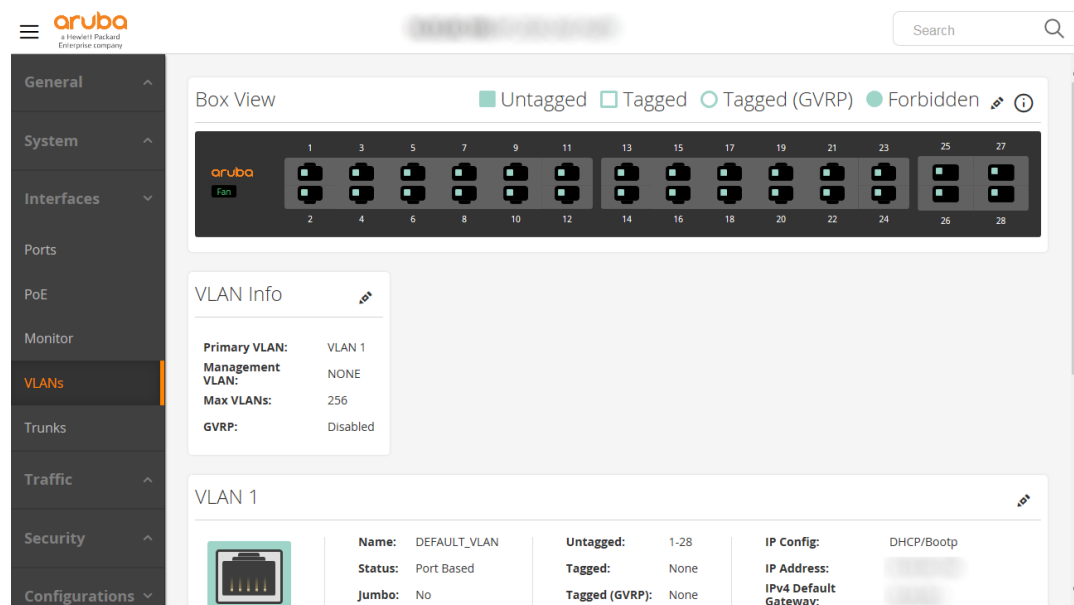 aruba
a Hewlett Packard
Enterprise company
Search
General
System
Interfaces
Ports
PoE
Monitor
VLANs
Trunks
Traffic
Security
Configurations
Box View
Untagged Tagged Tagged (GVRP) Forbidden
1 3 5 7 9 11 13 15 17 19 21 23 25 27
aruba
Fan
2 4 6 8 10 12 14 16 18 20 22 24 26 28
VLAN Info
Primary VLAN: VLAN 1
Management
VLAN: NONE
Max VLANs: 256
GVRP: Disabled
VLAN 1
Name: DEFAULT_VLAN Untagged: 1-28 IP Config: DHCP/Bootp
Status: Port Based Tagged: None IP Address:
Jumbo: No Tagged (GVRP): None IPv4 Default
Gateway: